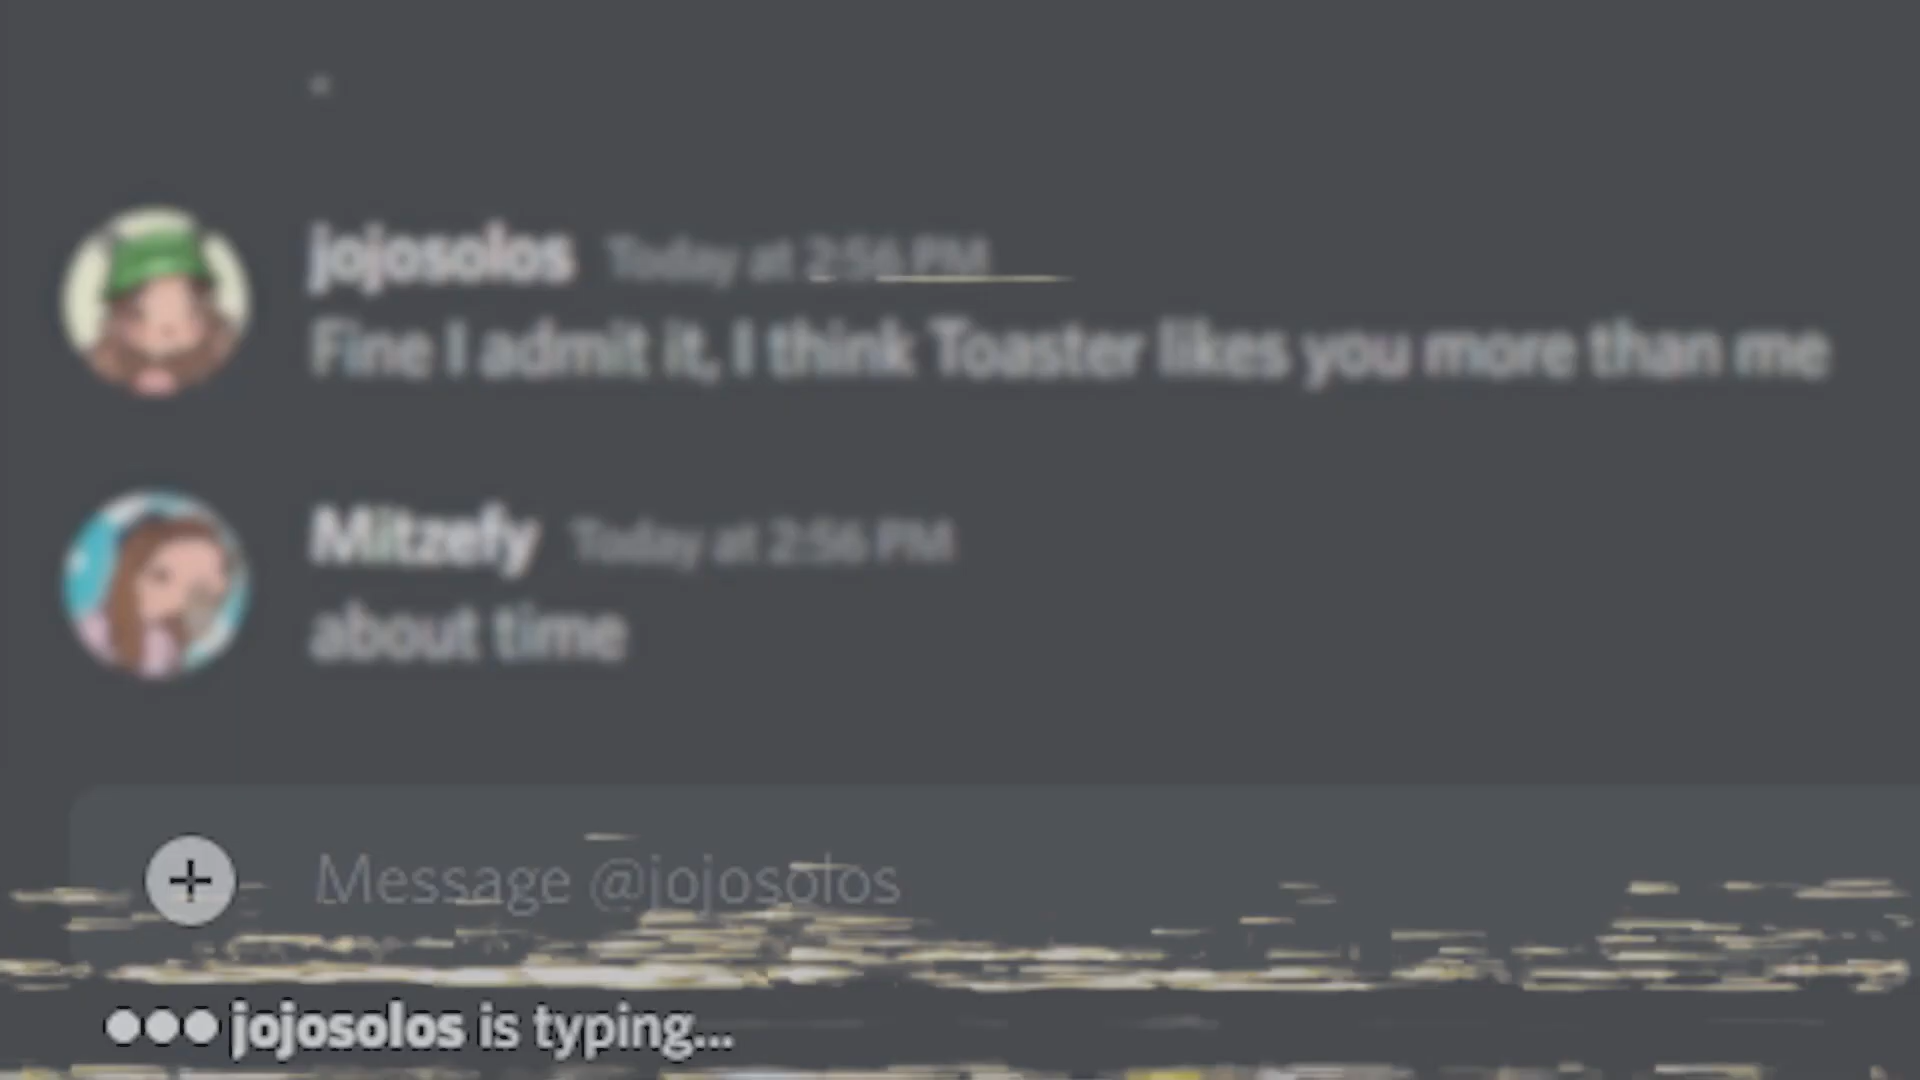 jojosolos Today at 2:56 PM
Fine I admit it, I think Toaster likes you more than me
Mitzefy Today at 2:56 PM
about time
Message @jojosolos
jojosolos is typing...